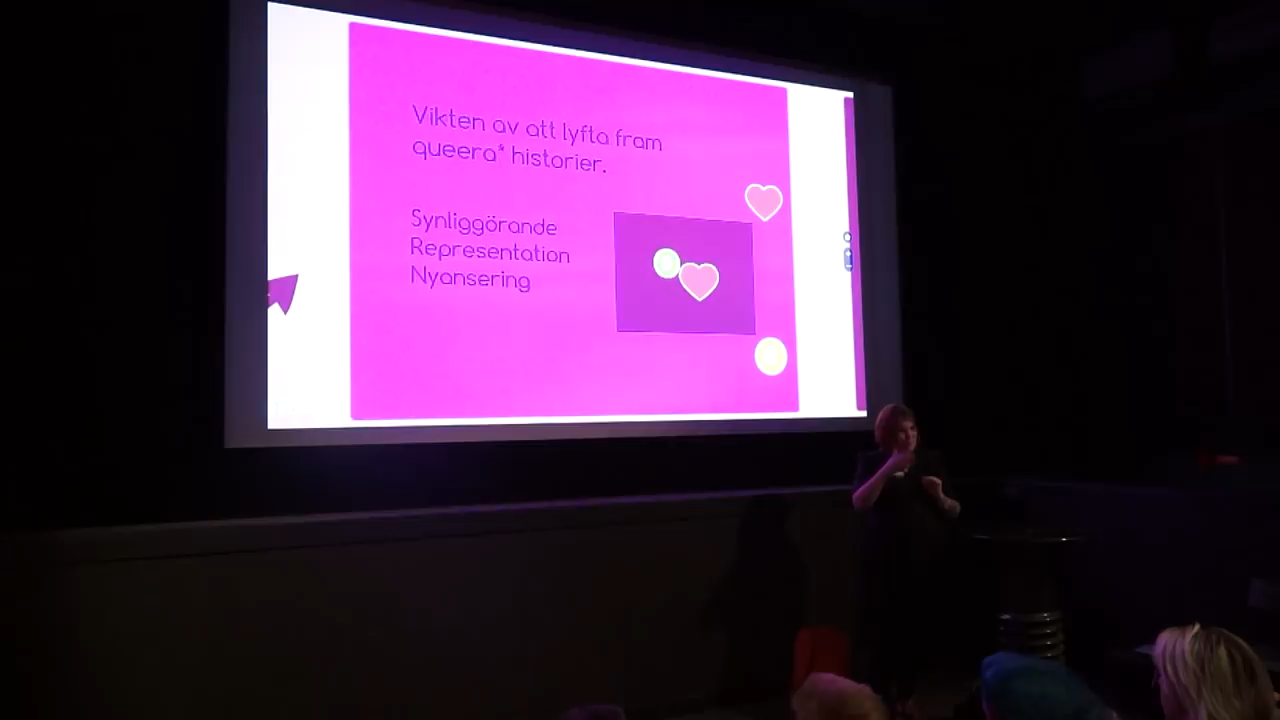 Vikten av att lyfta fram
queera* historier.
Synliggörande
Representation
Nyansering